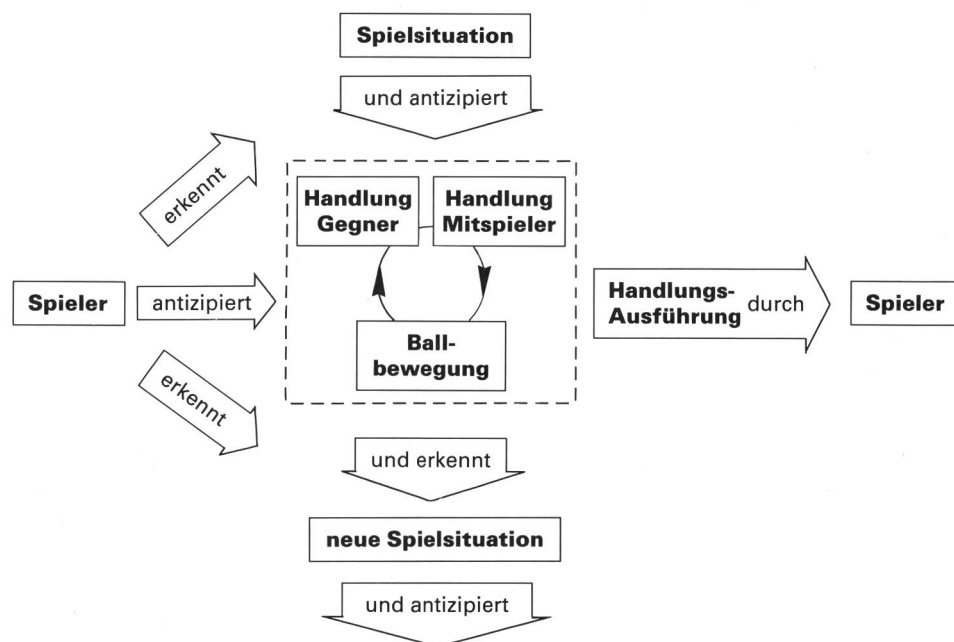 Spielsituation
und antizipiert
erkennt
Handlung
Gegner
Handlung
Mitspieler
Spieler
antizipiert
Handlungs-
Ausführung
durch
Spieler
Ball-
bewegung
erkennt
und erkennt
neue Spielsituation
und antizipiert